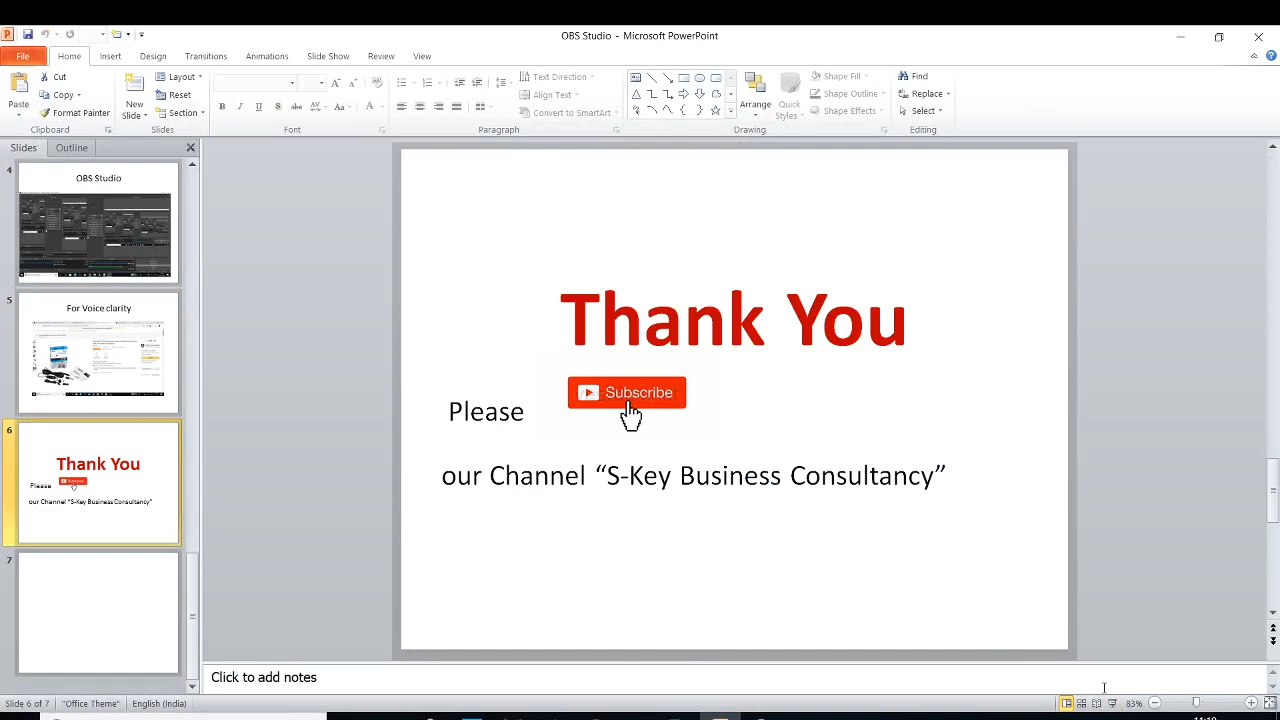 OBS Studio - Microsoft PowerPoint
File Home Insert Design Transitions Animations Slide Show Review View
Paste
Cut
Copy
Format Painter
Clipboard
New Slide
Layout
Reset
Section
Slides
Font
Text Direction
Align Text
Convert to SmartArt
Paragraph
Arrange
Quick Styles
Shape Fill
Shape Outline
Shape Effects
Drawing
Find
Replace
Select
Editing
Slides Outline
4
OBS Studio
5
For Voice clarity
6
Thank You
Please Subscribe
our Channel "S-Key Business Consultancy"
7
Thank You
Subscribe
Please
our Channel “S-Key Business Consultancy”
Click to add notes
Slide 6 of 7 "Office Theme" English (India) 83%